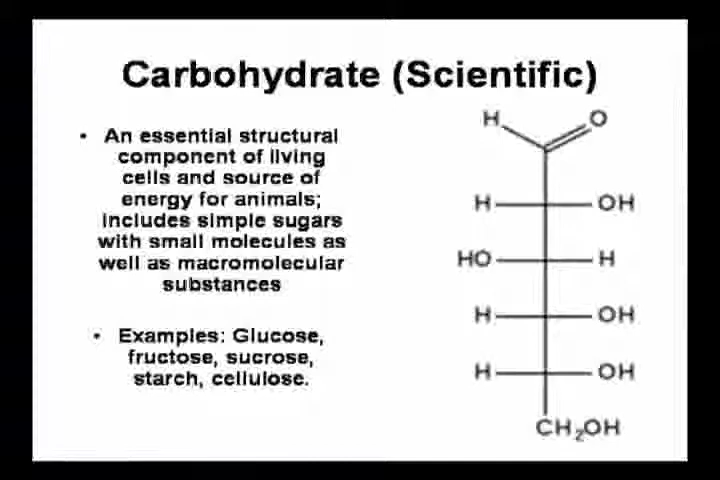 Carbohydrate (Scientific)
• An essential structural
component of living
cells and source of
energy for animals;
includes simple sugars
with small molecules as
well as macromolecular
substances
• Examples: Glucose,
fructose, sucrose,
starch, cellulose.
H O
H OH
HO H
H OH
H OH
CH₂OH